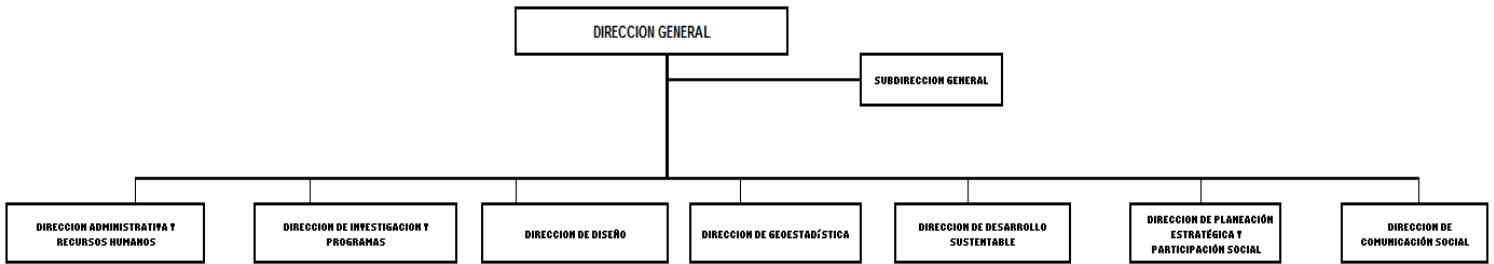 DIRECCION GENERAL
SUBDIRECCION GENERAL
DIRECCION ADMINISTRATIVA Y
RECURSOS HUMANOS
DIRECCION DE INVESTIGACION Y
PROGRAMAS
DIRECCION DE DISEÑO
DIRECCION DE GEOESTADíSTICA
DIRECCION DE DESARROLLO
SUSTENTABLE
DIRECCION DE PLANEACIÓN
ESTRATÉGICA Y
PARTICIPACIÓN SOCIAL
DIRECCION DE
COMUNICACIÓN SOCIAL